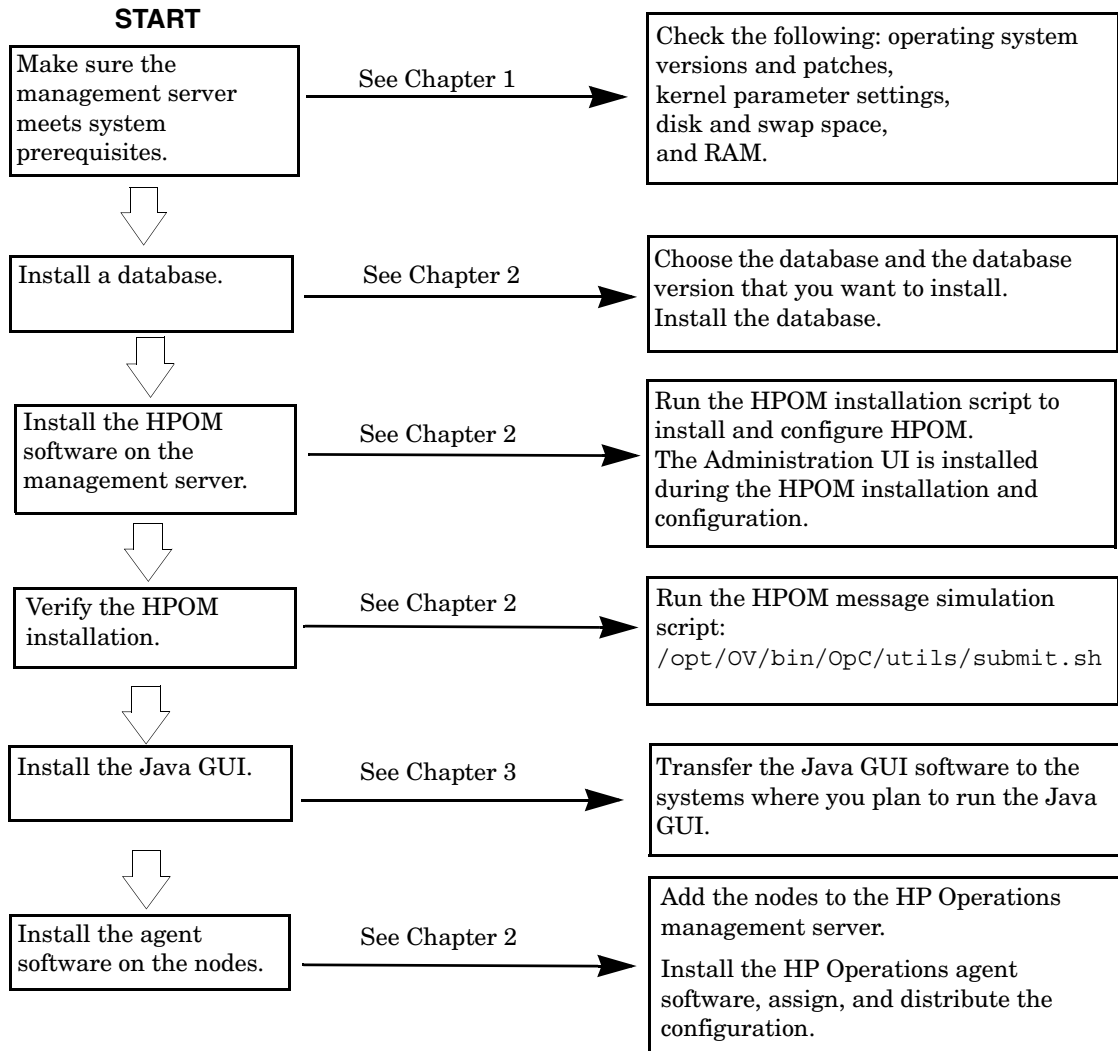 START
Make sure the
management server
meets system
prerequisites.
See Chapter 1
Check the following: operating system
versions and patches,
kernel parameter settings,
disk and swap space,
and RAM.
Install a database.
See Chapter 2
Choose the database and the database
version that you want to install.
Install the database.
Install the HPOM
software on the
management server.
See Chapter 2
Run the HPOM installation script to
install and configure HPOM.
The Administration UI is installed
during the HPOM installation and
configuration.
Verify the HPOM
installation.
See Chapter 2
Run the HPOM message simulation
script:
/opt/OV/bin/OpC/utils/submit.sh
Install the Java GUI.
See Chapter 3
Transfer the Java GUI software to the
systems where you plan to run the Java
GUI.
Install the agent
software on the nodes.
See Chapter 2
Add the nodes to the HP Operations
management server.
Install the HP Operations agent
software, assign, and distribute the
configuration.